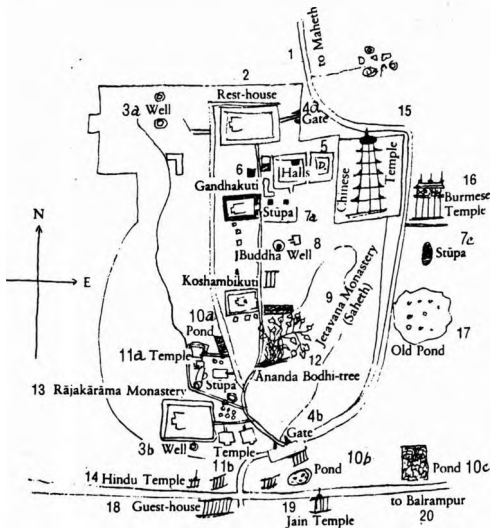 1
to Maheth
2
Rest-house
3a Well
4a
Gate
15
5
Halls
6
Chinese
Temple
16
Burmese
Temple
Gandhakuti
Stūpa
7a
7c
Stūpa
N
8
Buddha Well
E
Koshambikuti
9
Jetavana Monastery
(Saheth)
10a
Pond
17
Old Pond
11a Temple
12
Ānanda Bodhi-tree
Stūpa
13 Rājakārāma Monastery
4b
Gate
3b Well
Temple
11b
10b
Pond
Pond 10c
14 Hindu Temple
to Balrampur
18 Guest-house
19
Jain Temple
20